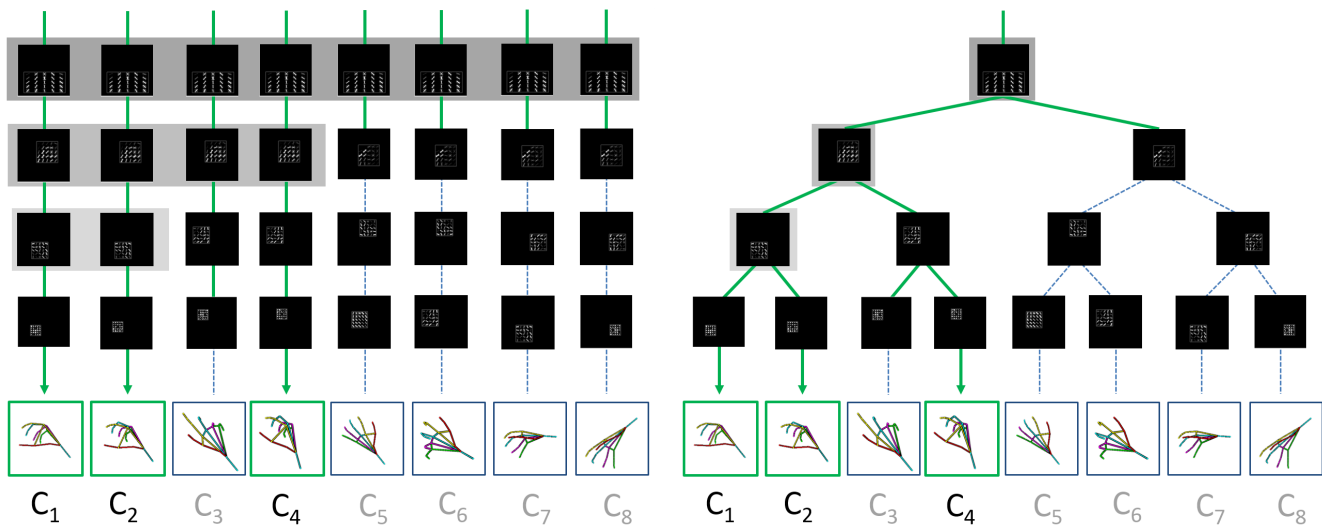 C₁ C₂ C₃ C₄ C₅ C₆ C₇ C₈ C₁ C₂ C₃ C₄ C₅ C₆ C₇ C₈